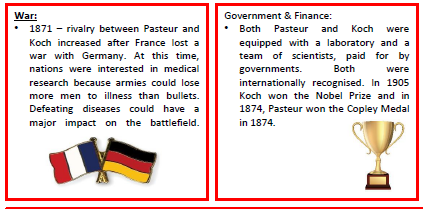 War:
• 1871 – rivalry between Pasteur and
Koch increased after France lost a
war with Germany. At this time,
nations were interested in medical
research because armies could lose
more men to illness than bullets.
Defeating diseases could have a
major impact on the battlefield.
Government & Finance:
• Both Pasteur and Koch were
equipped with a laboratory and a
team of scientists, paid for by
governments. Both were
internationally recognised. In 1905
Koch won the Nobel Prize and in
1874, Pasteur won the Copley Medal
in 1874.